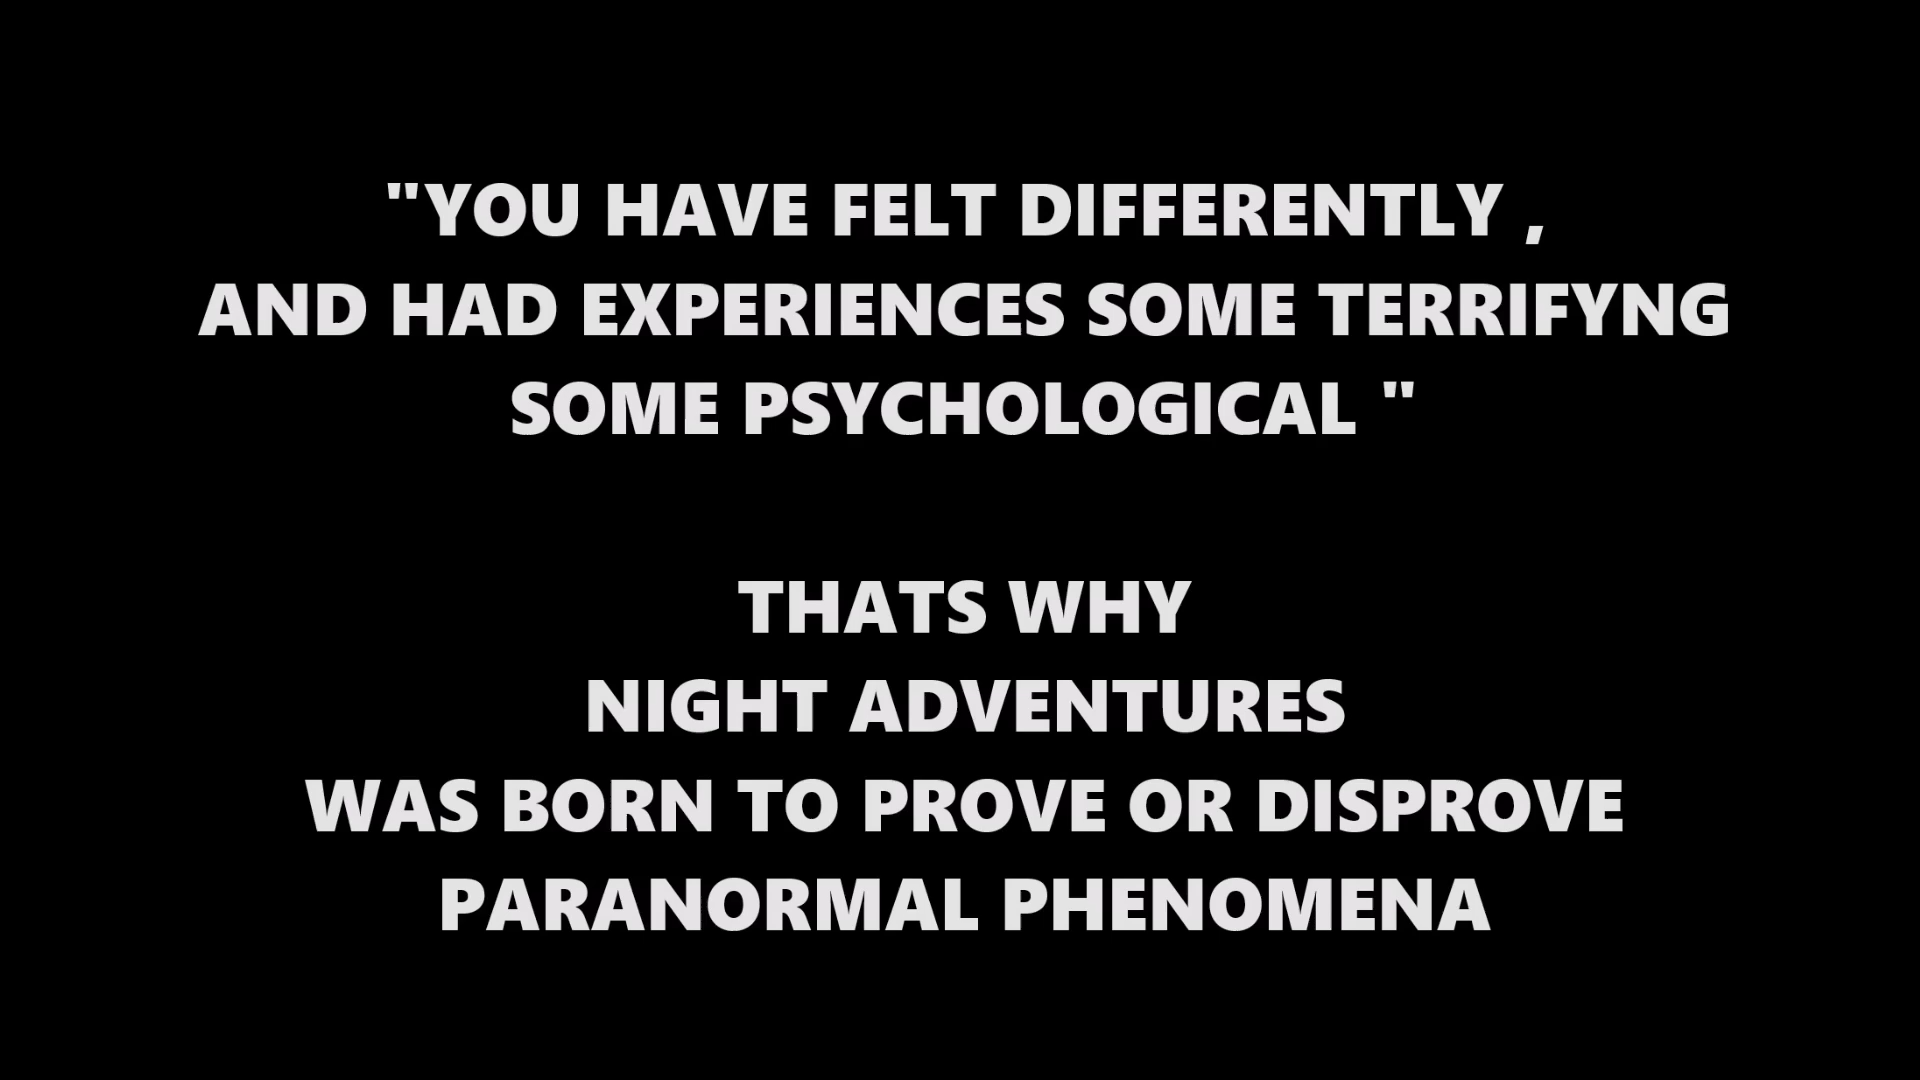 "YOU HAVE FELT DIFFERENTLY ,
AND HAD EXPERIENCES SOME TERRIFYNG
SOME PSYCHOLOGICAL "
THATS WHY
NIGHT ADVENTURES
WAS BORN TO PROVE OR DISPROVE
PARANORMAL PHENOMENA